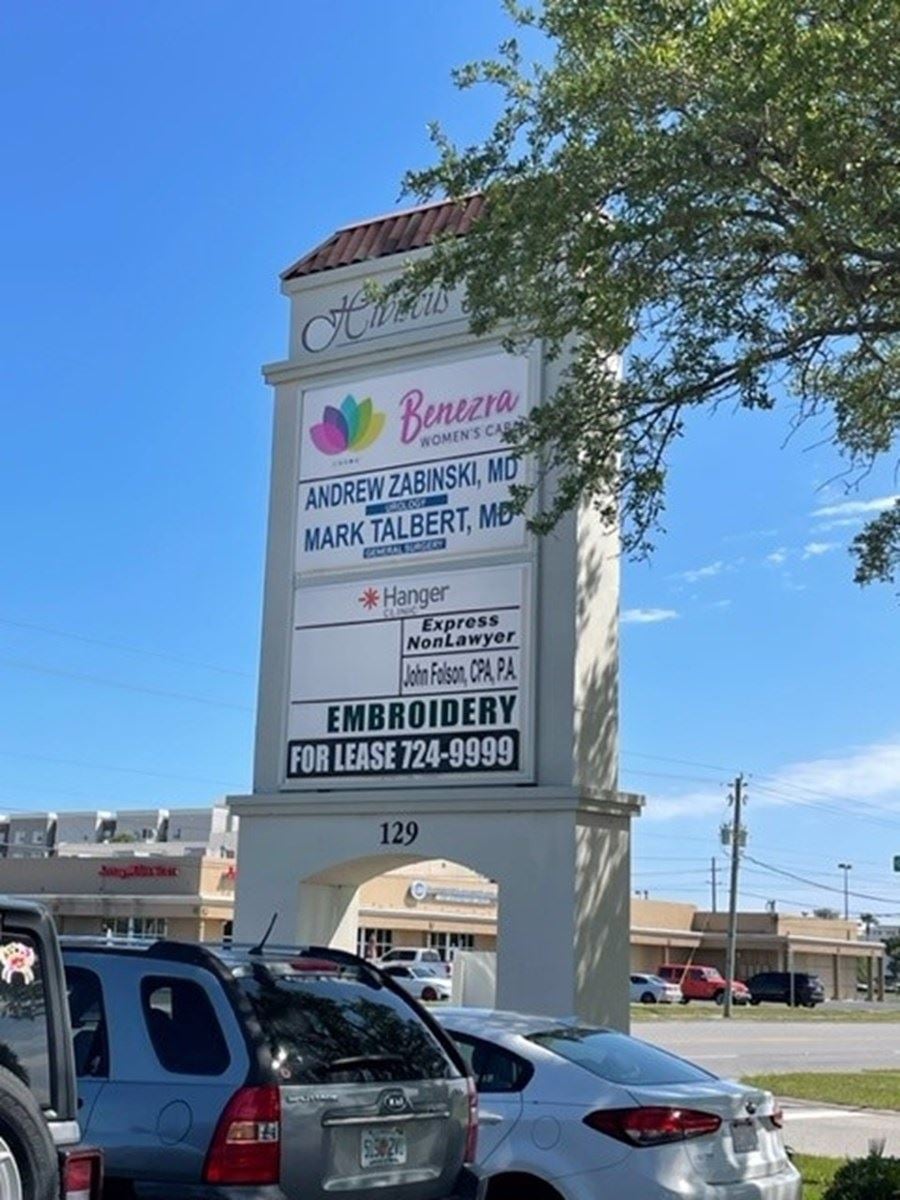 Hibiscus
Benezra
WOMEN'S CARE
ANDREW ZABINSKI, MD
UROLOGY
MARK TALBERT, MD
GENERAL SURGERY
Hanger
CLINIC
Express
NonLawyer
John Folson, CPA, P.A.
EMBROIDERY
FOR LEASE 724-9999
129